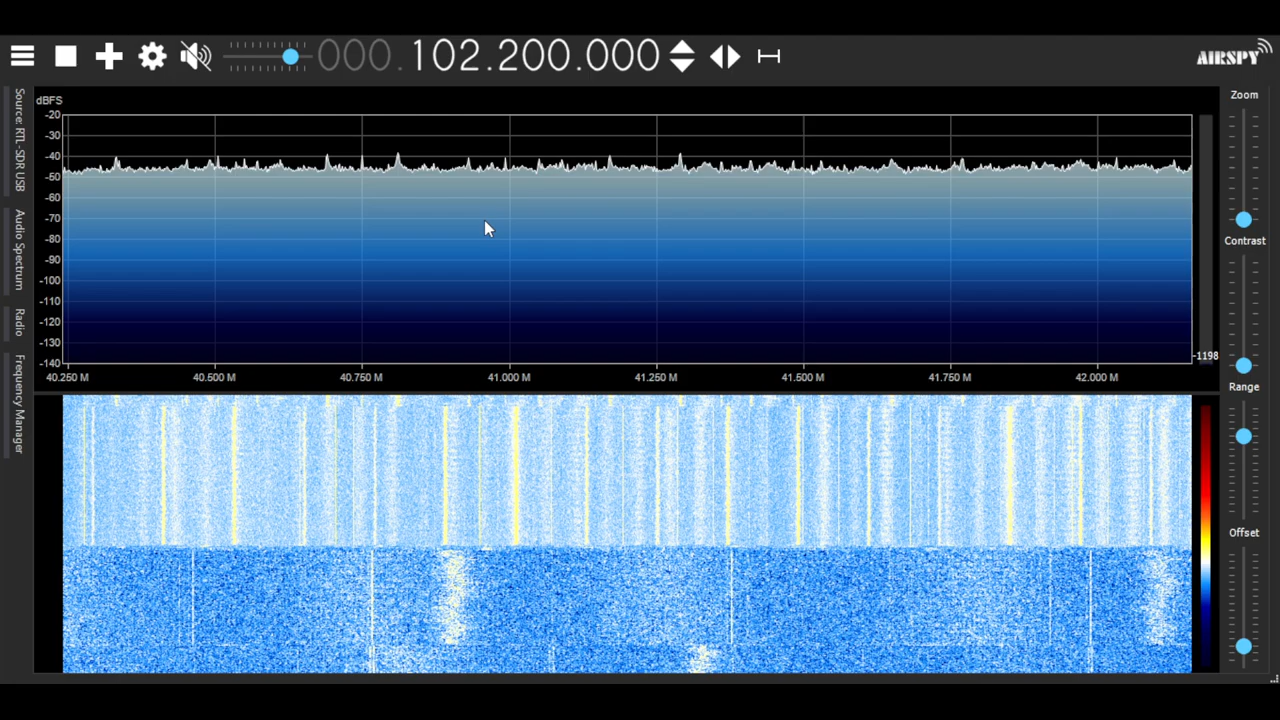 000.102.200.000
AIRSPY
Source: RTL-SDR USB
Audio Spectrum
Radio
Frequency Manager
dBFS
-20
-30
-40
-50
-60
-70
-80
-90
-100
-110
-120
-130
-140
40.250 M 40.500 M 40.750 M 41.000 M 41.250 M 41.500 M 41.750 M 42.000 M
-1198
Zoom
Contrast
Range
Offset